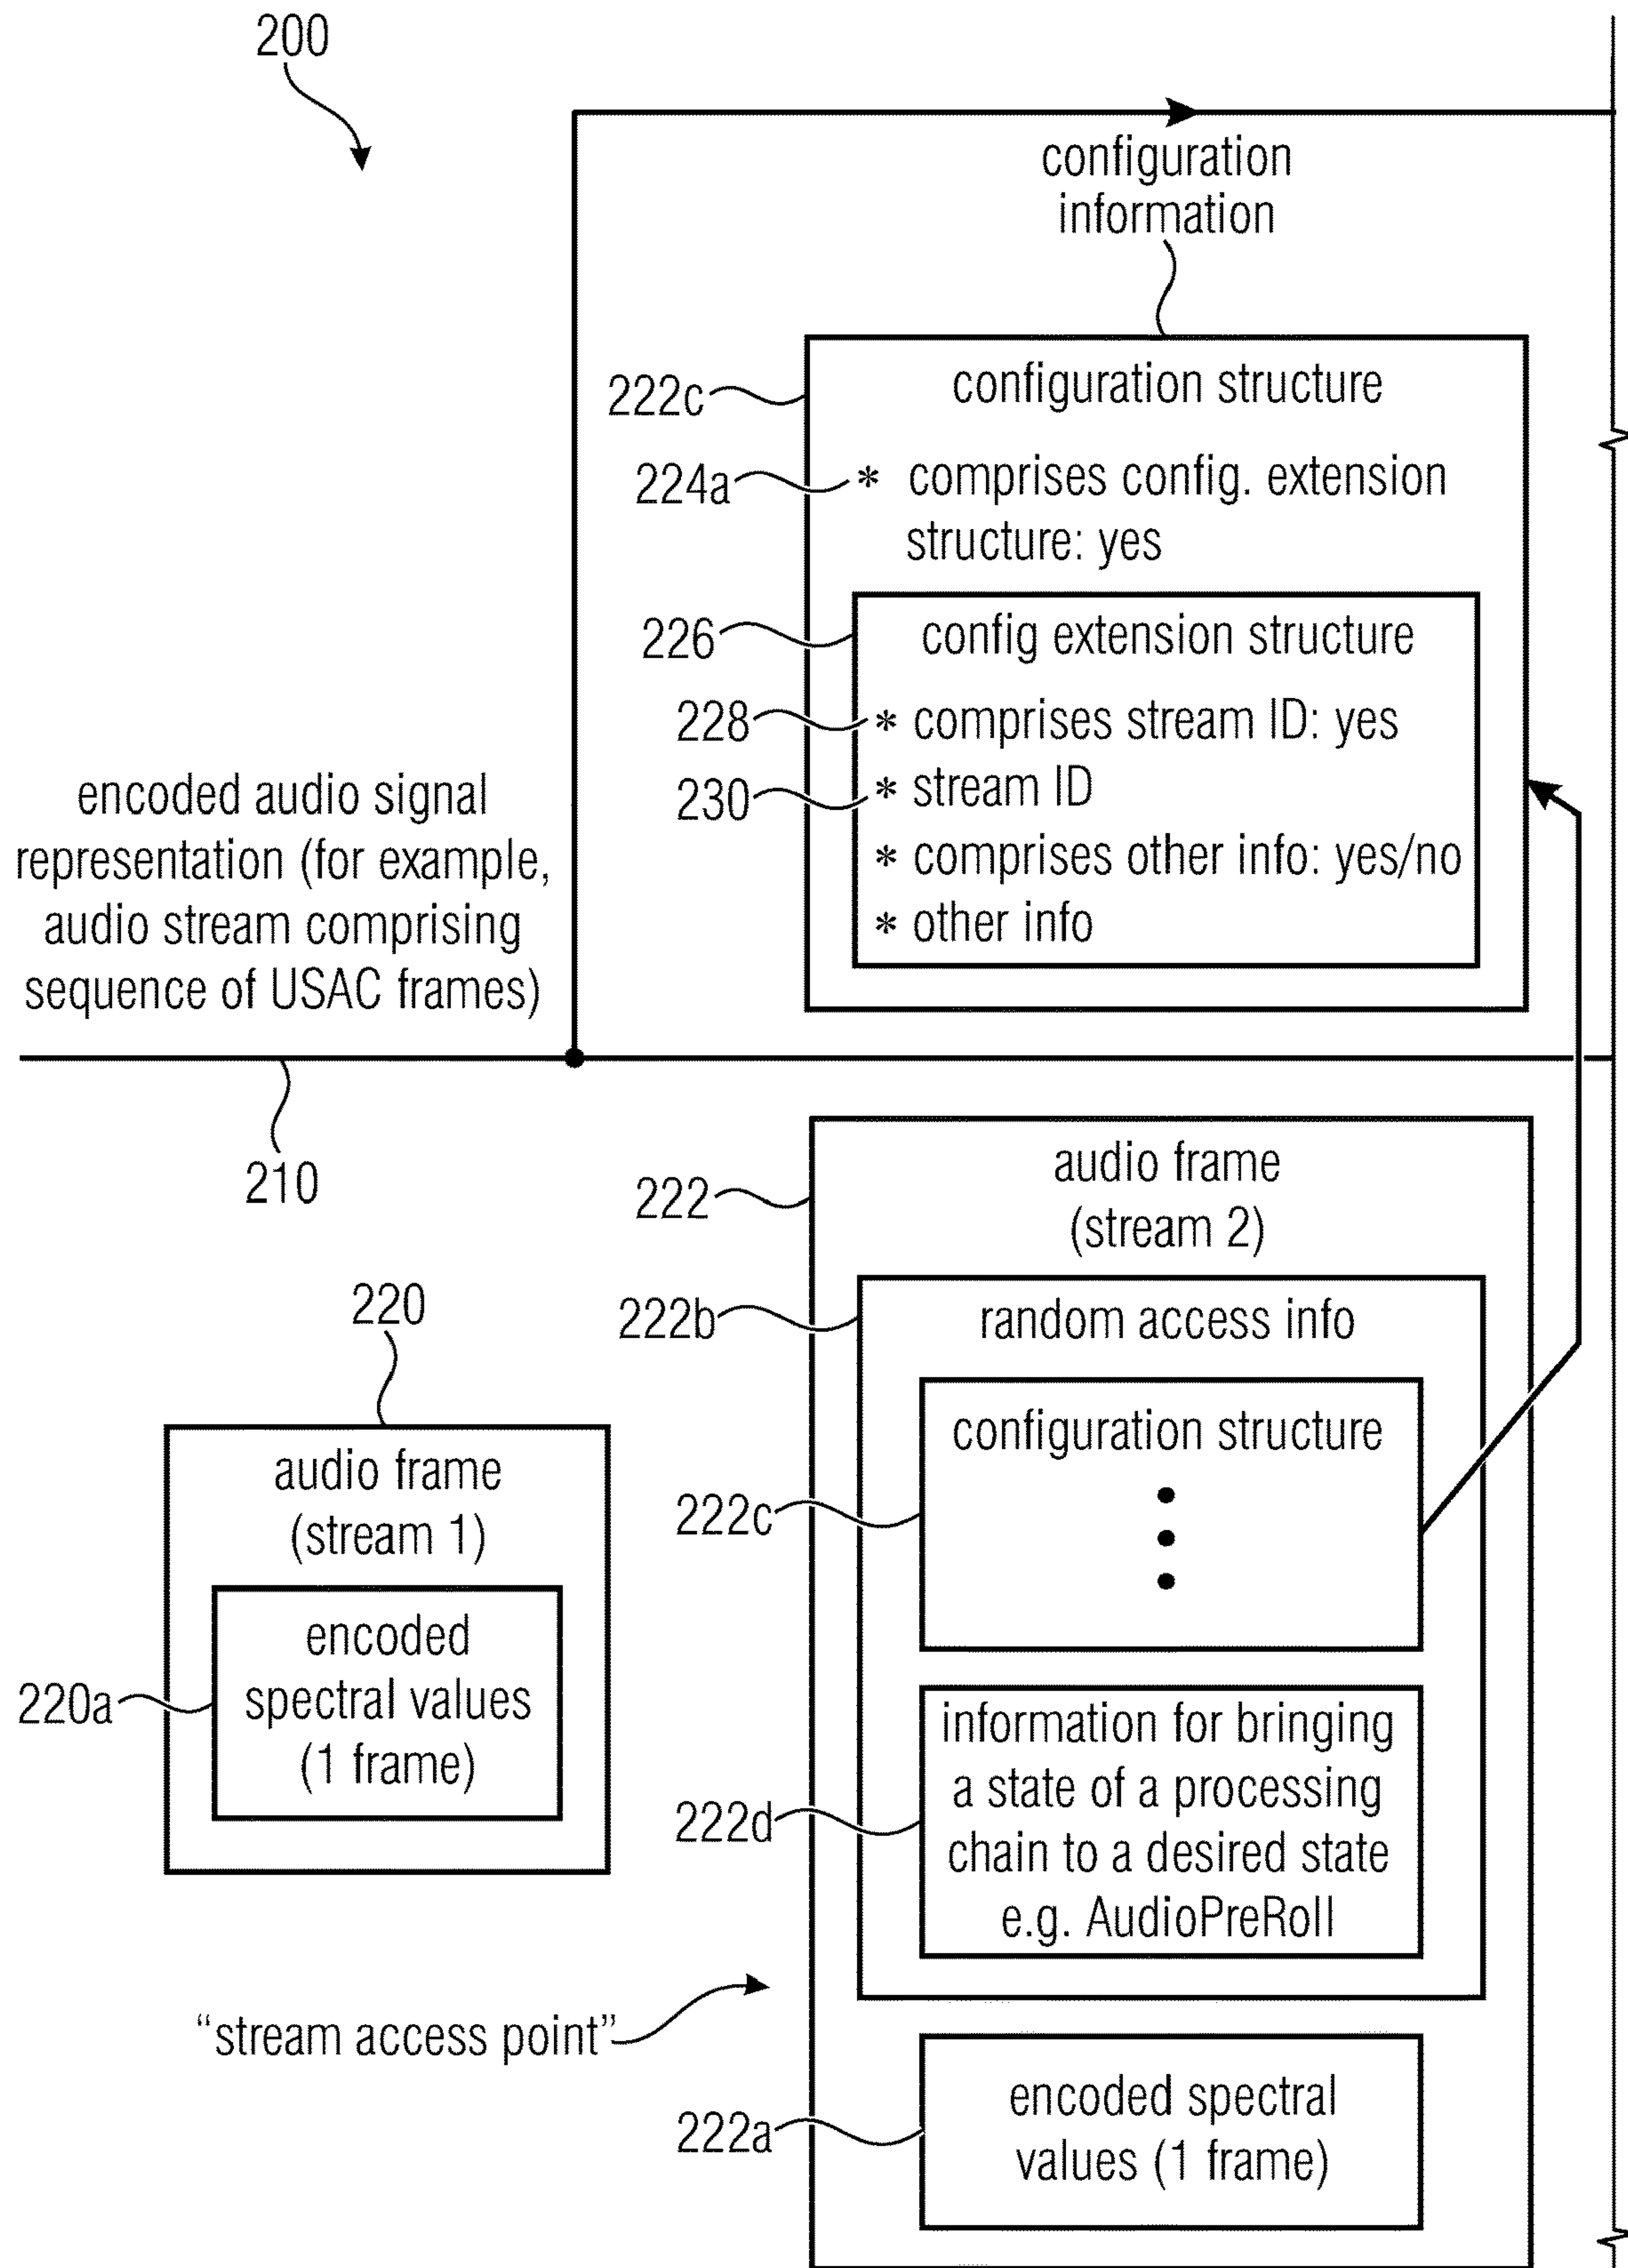 200
configuration
information
222c
configuration structure
224a
* comprises config. extension
structure: yes
226
config extension structure
228
* comprises stream ID: yes
230
* stream ID
* comprises other info: yes/no
* other info
encoded audio signal
representation (for example,
audio stream comprising
sequence of USAC frames)
210
222
audio frame
(stream 2)
222b
random access info
222c
configuration structure
220
audio frame
(stream 1)
220a
encoded
spectral values
(1 frame)
222d
information for bringing
a state of a processing
chain to a desired state
e.g. AudioPreRoll
“stream access point”
222a
encoded spectral
values (1 frame)